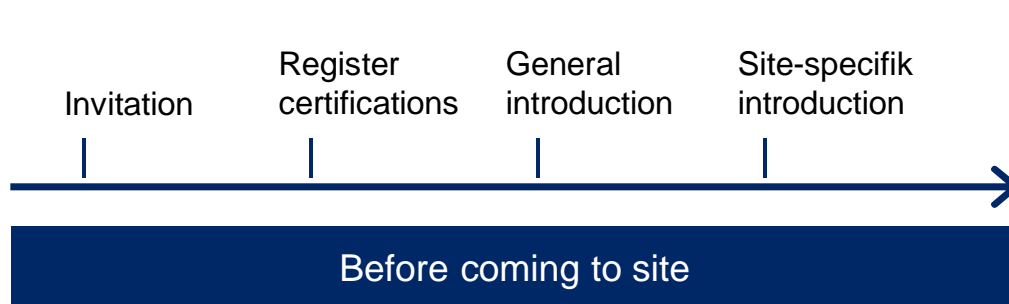 Invitation
Register
certifications
General
introduction
Site-specifik
introduction
Before coming to site